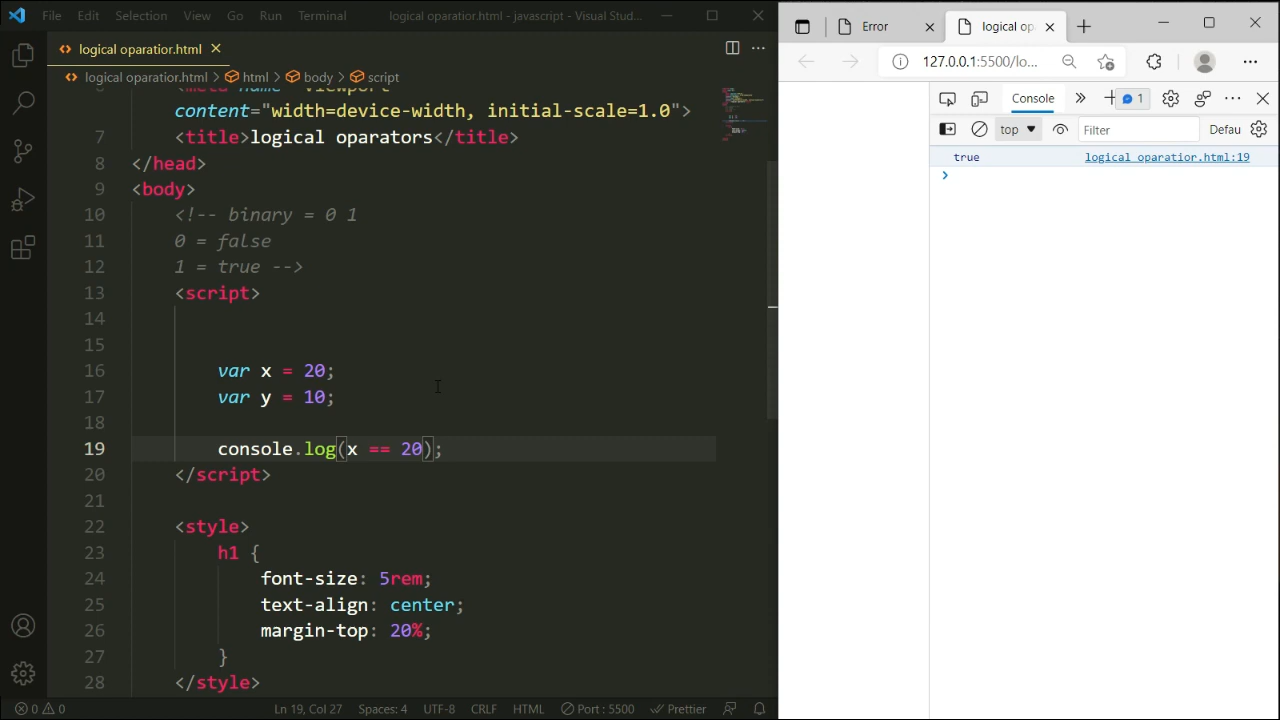 File Edit Selection View Go Run Terminal logical oparatior.html - javascript - Visual Stud...
logical oparatior.html
logical oparatior.html > html > body > script
content="width=device-width, initial-scale=1.0">
7 <title>logical oparators</title>
8 </head>
9 <body>
10 <!-- binary = 0 1
11 0 = false
12 1 = true -->
13 <script>
14
15
16 var x = 20;
17 var y = 10;
18
19 console.log(x == 20);
20 </script>
21
22 <style>
23 h1 {
24 font-size: 5rem;
25 text-align: center;
26 margin-top: 20%;
27 }
28 </style>
0 0 Ln 19, Col 27 Spaces: 4 UTF-8 CRLF HTML Port : 5500 Prettier
Error logical op
127.0.0.1:5500/lo...
Console 1
top Filter Defau
true logical oparatior.html:19